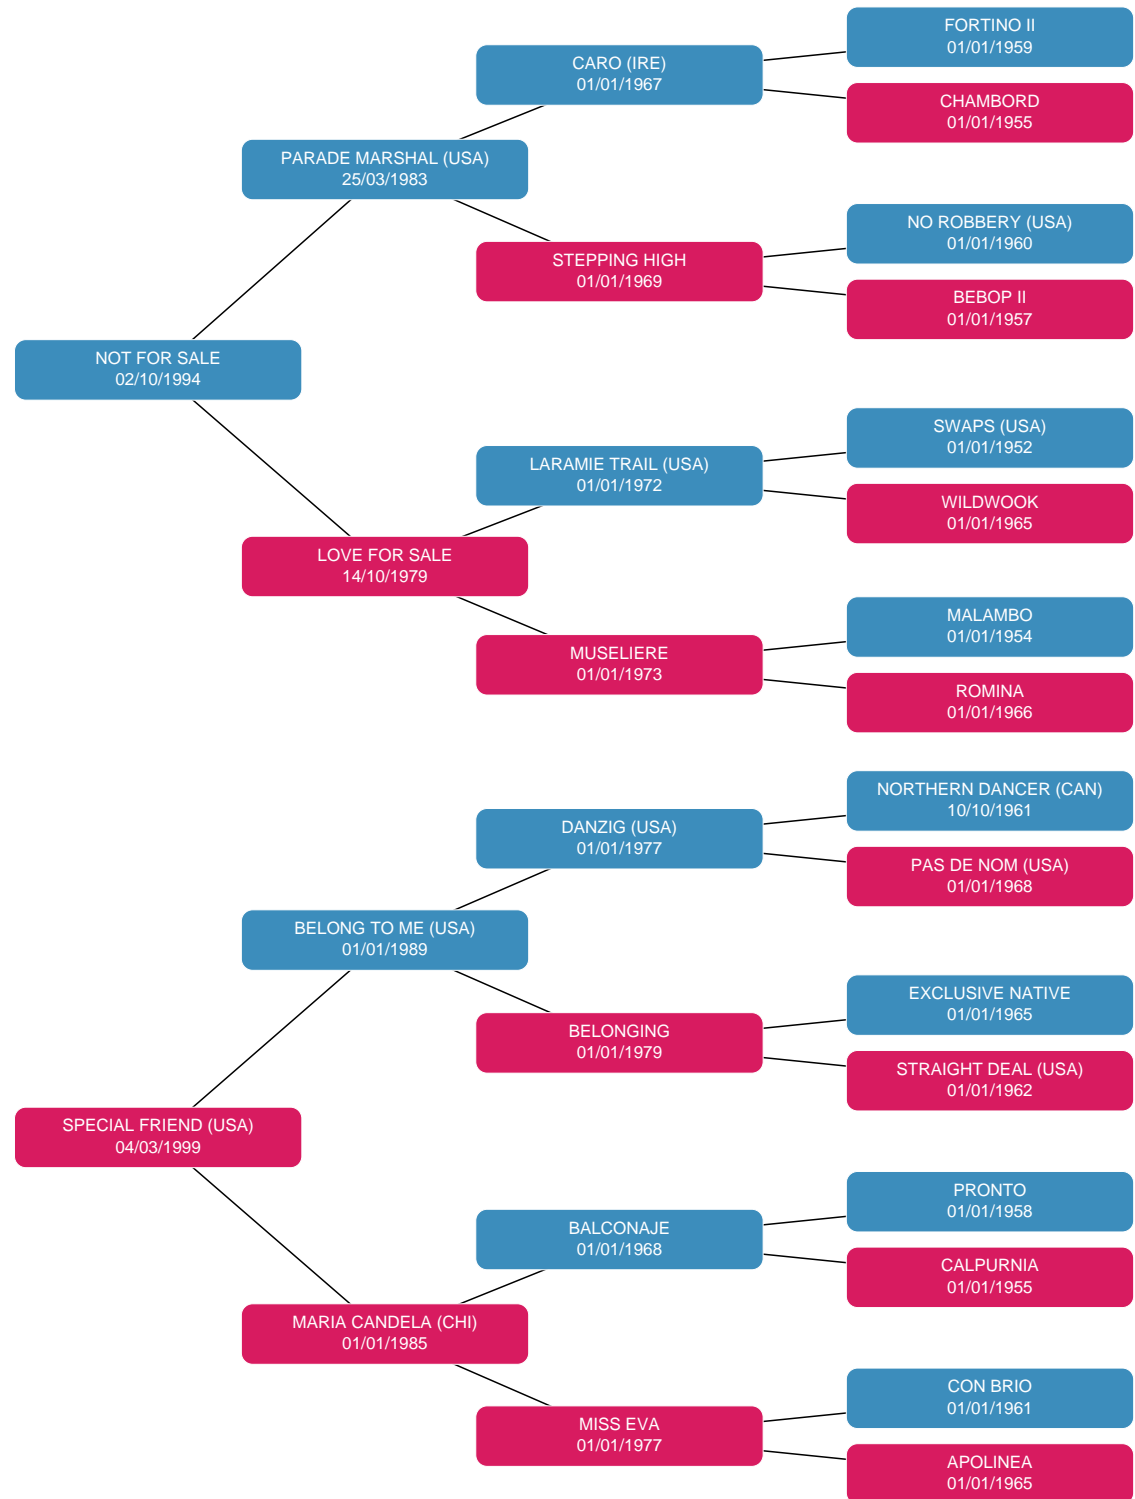 FORTINO II
01/01/1959
CARO (IRE)
01/01/1967
CHAMBORD
01/01/1955
PARADE MARSHAL (USA)
25/03/1983
NO ROBBERY (USA)
01/01/1960
STEPPING HIGH
01/01/1969
BEBOP II
01/01/1957
NOT FOR SALE
02/10/1994
SWAPS (USA)
01/01/1952
LARAMIE TRAIL (USA)
01/01/1972
WILDWOOK
01/01/1965
LOVE FOR SALE
14/10/1979
MALAMBO
01/01/1954
MUSELIERE
01/01/1973
ROMINA
01/01/1966
NORTHERN DANCER (CAN)
10/10/1961
DANZIG (USA)
01/01/1977
PAS DE NOM (USA)
01/01/1968
BELONG TO ME (USA)
01/01/1989
EXCLUSIVE NATIVE
01/01/1965
BELONGING
01/01/1979
STRAIGHT DEAL (USA)
01/01/1962
SPECIAL FRIEND (USA)
04/03/1999
PRONTO
01/01/1958
BALCONAJE
01/01/1968
CALPURNIA
01/01/1955
MARIA CANDELA (CHI)
01/01/1985
CON BRIO
01/01/1961
MISS EVA
01/01/1977
APOLINEA
01/01/1965